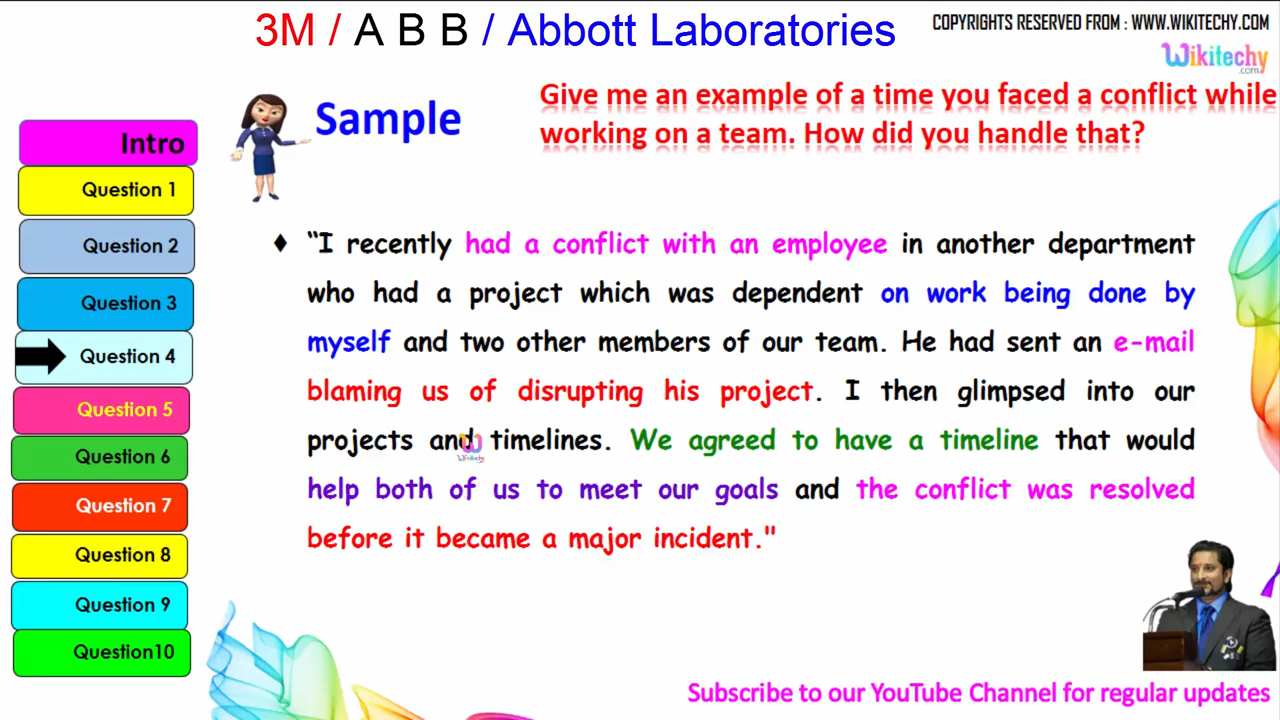 3M / A B B / Abbott Laboratories
COPYRIGHTS RESERVED FROM : WWW.WIKITECHY.COM
Wikitechy
.com
Sample
Give me an example of a time you faced a conflict while
working on a team. How did you handle that?
Intro
Question 1
Question 2
Question 3
Question 4
Question 5
Question 6
Question 7
Question 8
Question 9
Question10
♦ “I recently had a conflict with an employee in another department
who had a project which was dependent on work being done by
myself and two other members of our team. He had sent an e-mail
blaming us of disrupting his project. I then glimpsed into our
projects and timelines. We agreed to have a timeline that would
help both of us to meet our goals and the conflict was resolved
before it became a major incident."
Subscribe to our YouTube Channel for regular updates